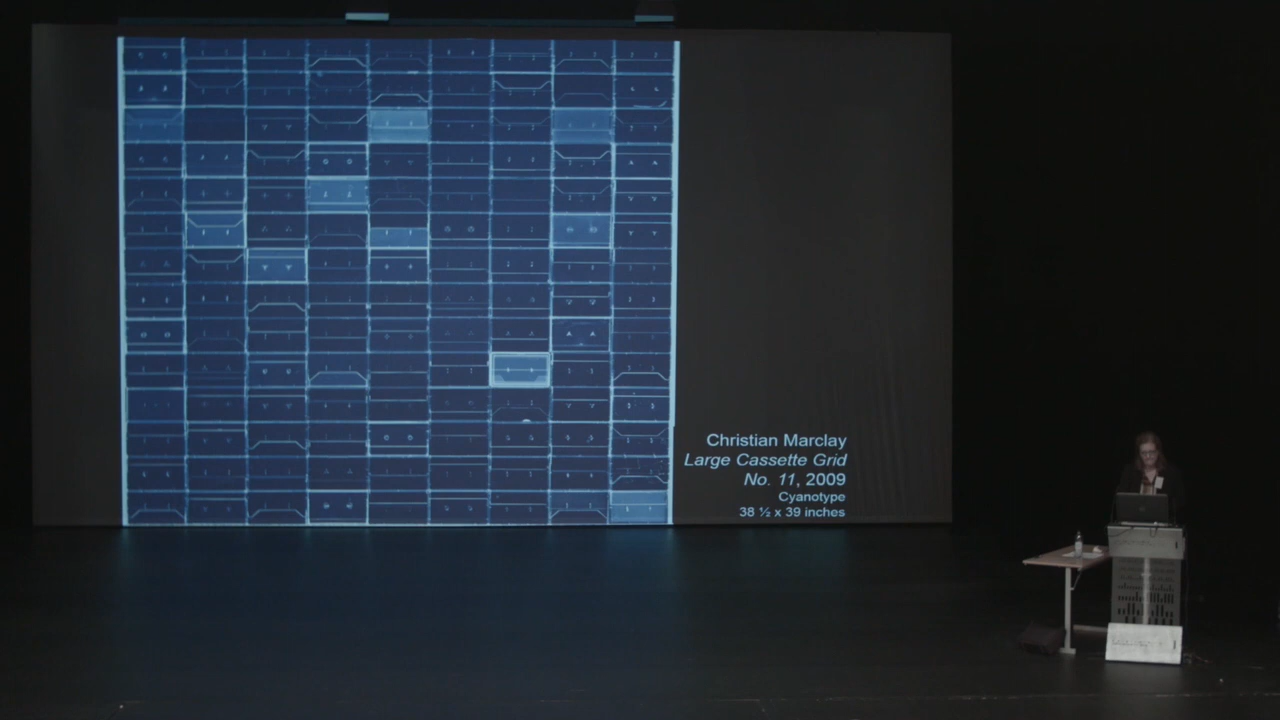 Christian Marclay
Large Cassette Grid
No. 11, 2009
Cyanotype
38 ½ x 39 inches